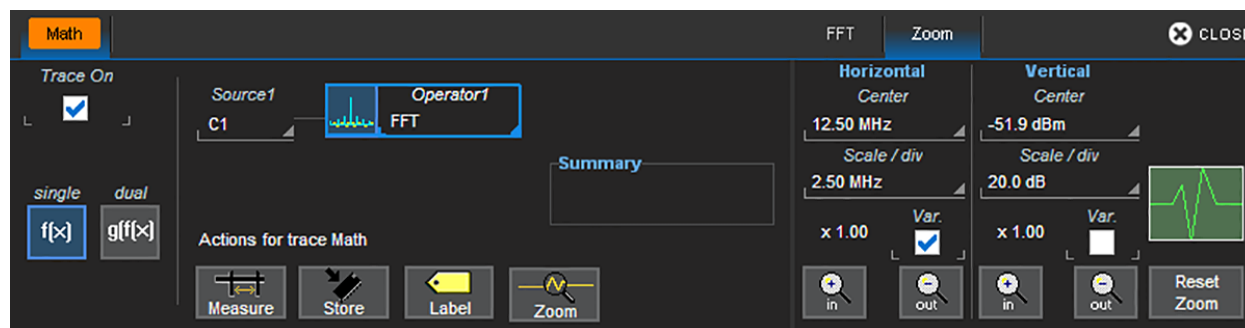 Math
FFT
Zoom
CLOSE
Trace On
Source1
C1
Operator1
FFT
Summary
single
dual
f(x)
g(f(x)
Actions for trace Math
Measure
Store
Label
Zoom
Horizontal
Center
12.50 MHz
Scale / div
2.50 MHz
x 1.00
Var.
in
out
Vertical
Center
-51.9 dBm
Scale / div
20.0 dB
x 1.00
Var.
in
out
Reset
Zoom